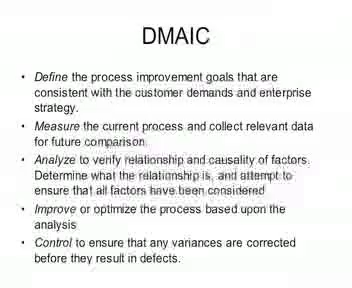 DMAIC
• Define the process improvement goals that are
consistent with the customer demands and enterprise
strategy.
• Measure the current process and collect relevant data
for future comparison.
• Analyze to verify relationship and causality of factors.
Determine what the relationship is, and attempt to
ensure that all factors have been considered
• Improve or optimize the process based upon the
analysis
• Control to ensure that any variances are corrected
before they result in defects.